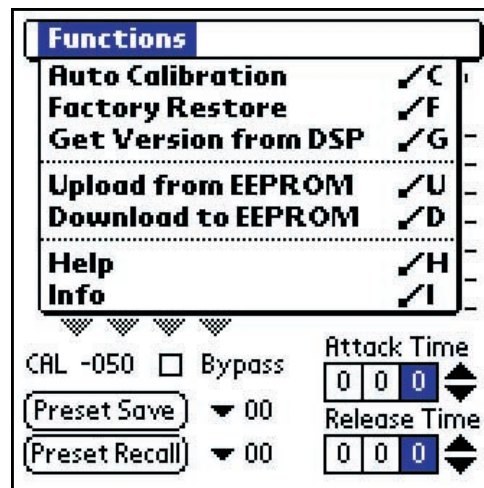 Functions
Auto Calibration /C
Factory Restore /F
Get Version from DSP /G
Upload from EEPROM /U
Download to EEPROM /D
Help /H
Info /I
CAL -050 Bypass
Attack Time
0 0 0
Preset Save 00
Release Time
Preset Recall 00
0 0 0